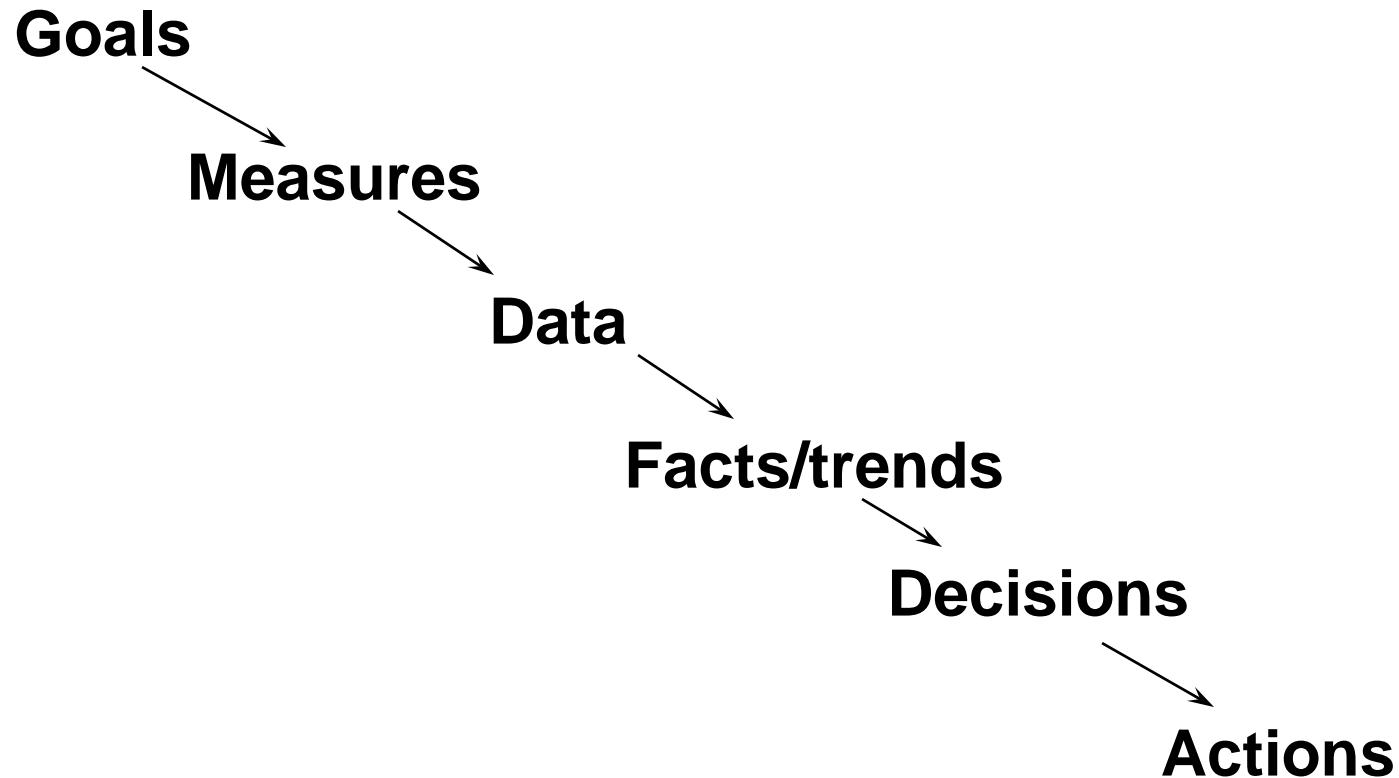 Goals
Measures
Data
Facts/trends
Decisions
Actions